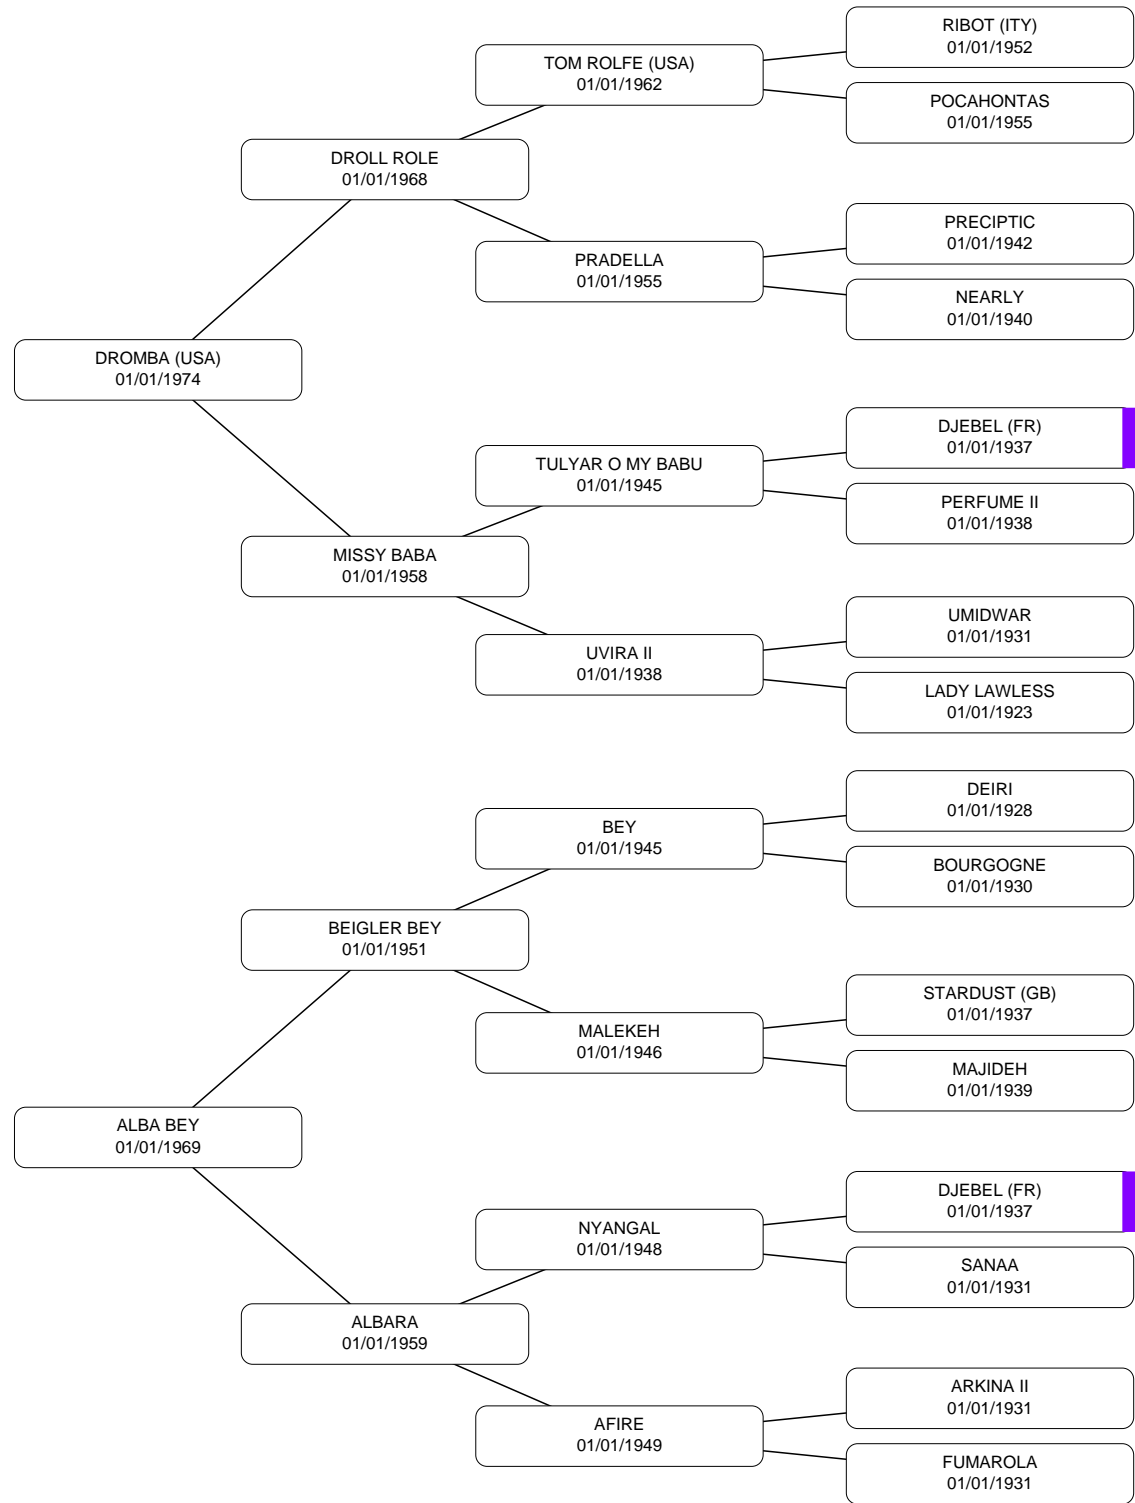 RIBOT (ITY)
01/01/1952
TOM ROLFE (USA)
01/01/1962
POCAHONTAS
01/01/1955
DROLL ROLE
01/01/1968
PRECIPTIC
01/01/1942
PRADELLA
01/01/1955
NEARLY
01/01/1940
DROMBA (USA)
01/01/1974
DJEBEL (FR)
01/01/1937
TULYAR O MY BABU
01/01/1945
PERFUME II
01/01/1938
MISSY BABA
01/01/1958
UMIDWAR
01/01/1931
UVIRA II
01/01/1938
LADY LAWLESS
01/01/1923
DEIRI
01/01/1928
BEY
01/01/1945
BOURGOGNE
01/01/1930
BEIGLER BEY
01/01/1951
STARDUST (GB)
01/01/1937
MALEKEH
01/01/1946
MAJIDEH
01/01/1939
ALBA BEY
01/01/1969
DJEBEL (FR)
01/01/1937
NYANGAL
01/01/1948
SANAA
01/01/1931
ALBARA
01/01/1959
ARKINA II
01/01/1931
AFIRE
01/01/1949
FUMAROLA
01/01/1931